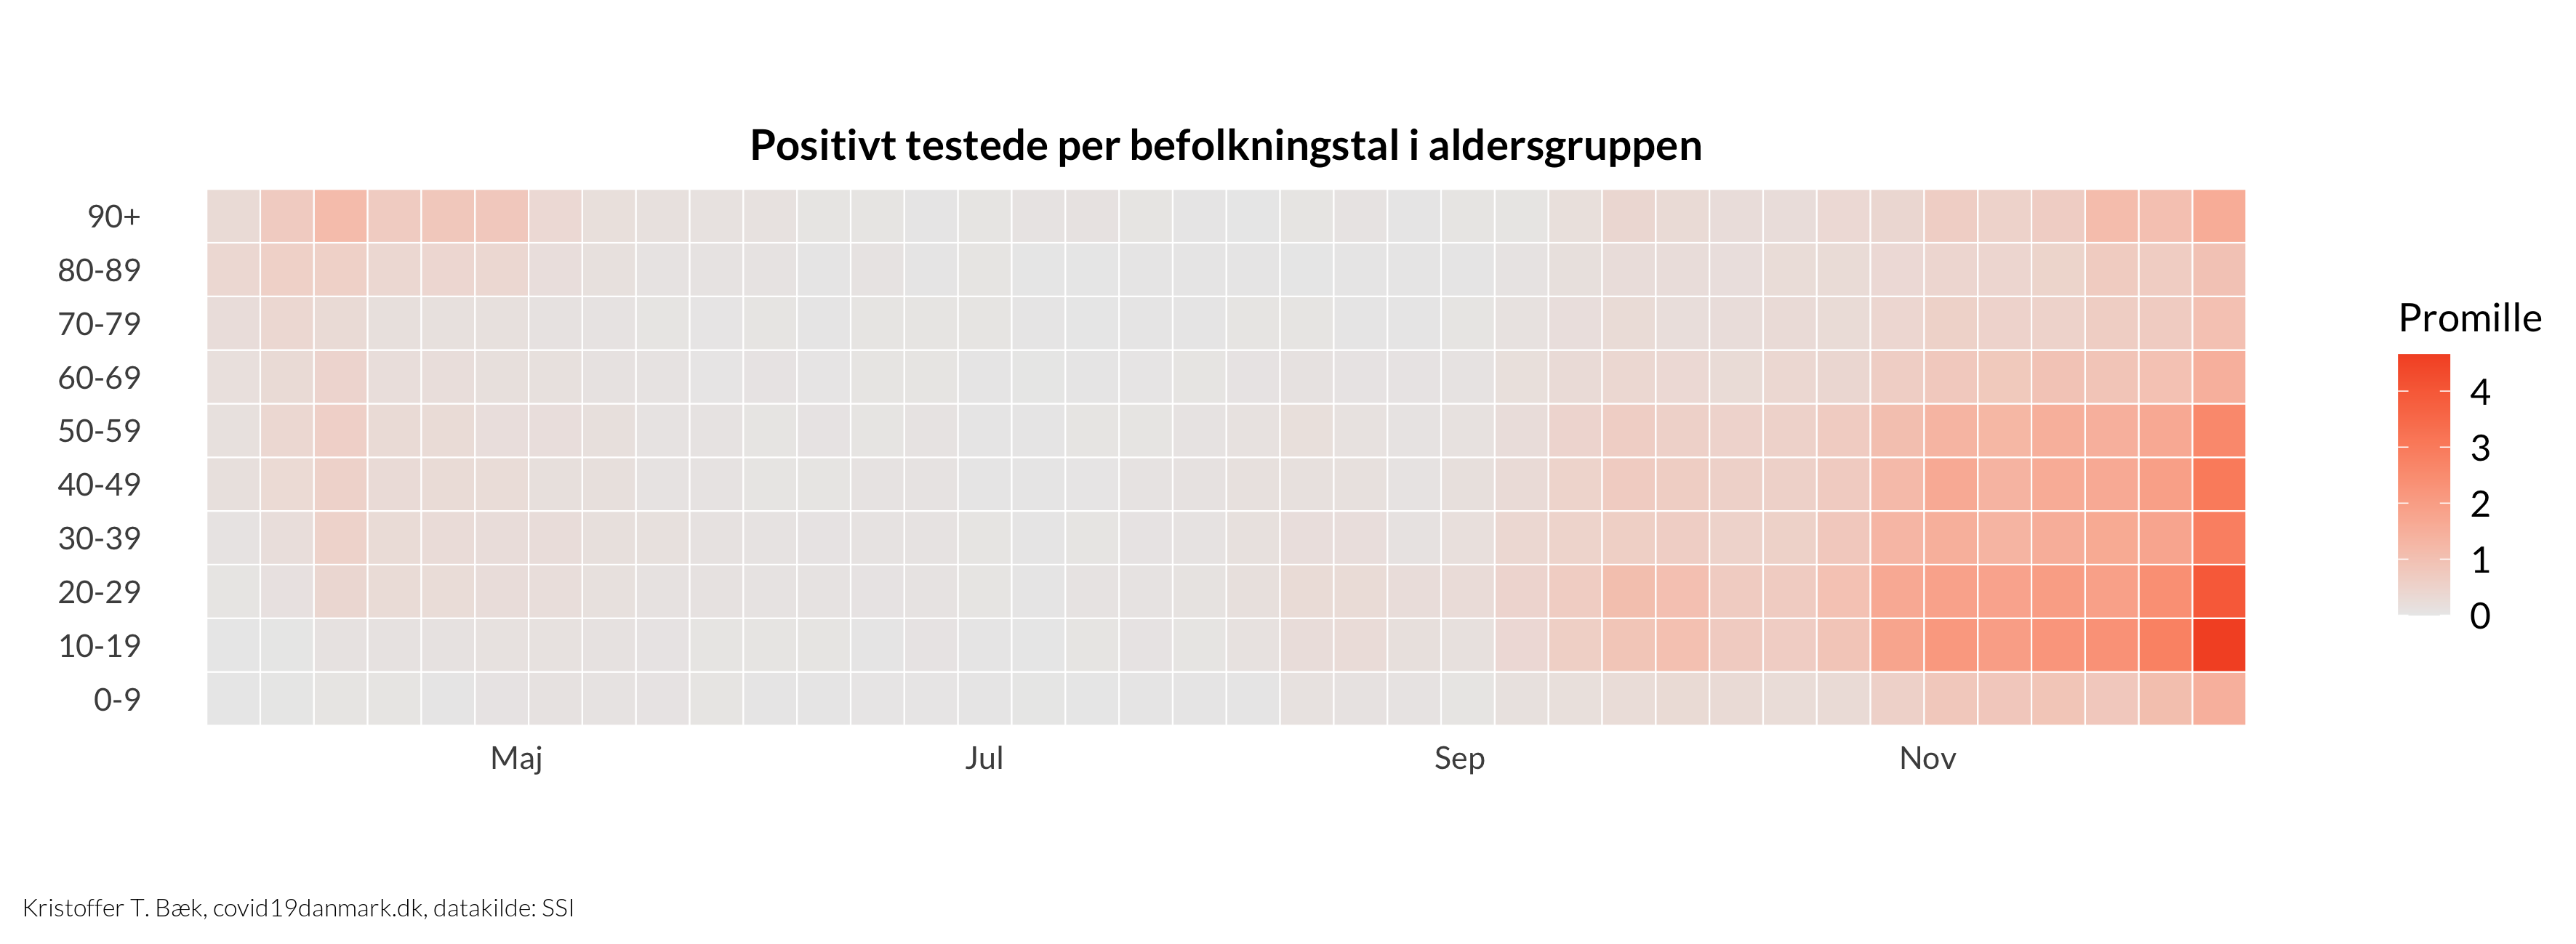 Positivt testede per befolkningstal i aldersgruppen
90+
80-89
70-79
60-69
50-59
40-49
30-39
20-29
10-19
0-9
Maj
Jul
Sep
Nov
Promille
4
3
2
1
0
Kristoffer T. Bæk, covid19danmark.dk, datakilde: SSI